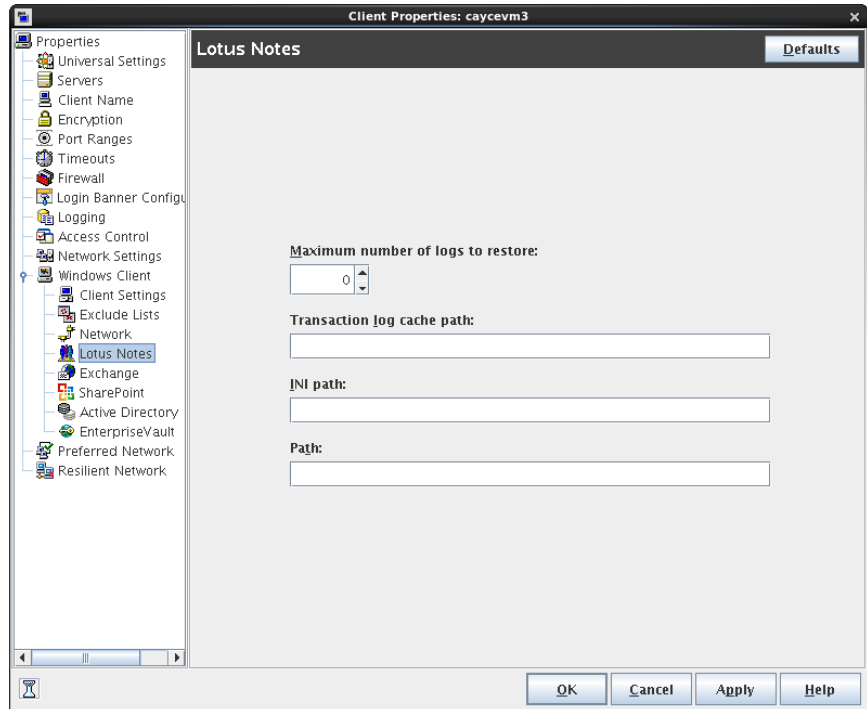 Client Properties: caycevm3
Properties
Universal Settings
Servers
Client Name
Encryption
Port Ranges
Timeouts
Firewall
Login Banner Configu
Logging
Access Control
Network Settings
Windows Client
Client Settings
Exclude Lists
Network
Lotus Notes
Exchange
SharePoint
Active Directory
EnterpriseVault
Preferred Network
Resilient Network
Lotus Notes
Defaults
Maximum number of logs to restore:
0
Transaction log cache path:
INI path:
Path:
OK
Cancel
Apply
Help